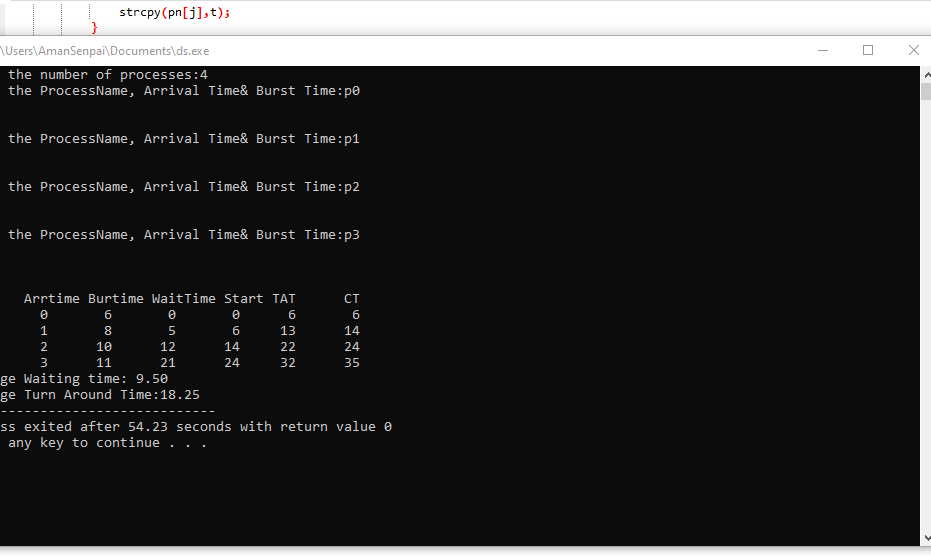 strcpy(pn[j],t);
}
\Users\AmanSenpai\Documents\ds.exe
the number of processes:4
the ProcessName, Arrival Time& Burst Time:p0
the ProcessName, Arrival Time& Burst Time:p1
the ProcessName, Arrival Time& Burst Time:p2
the ProcessName, Arrival Time& Burst Time:p3
Arrtime Burtime WaitTime Start TAT CT
0 6 0 0 6 6
1 8 5 6 13 14
2 10 12 14 22 24
3 11 21 24 32 35
ge Waiting time: 9.50
ge Turn Around Time:18.25
---------------------------
ss exited after 54.23 seconds with return value 0
any key to continue . . .